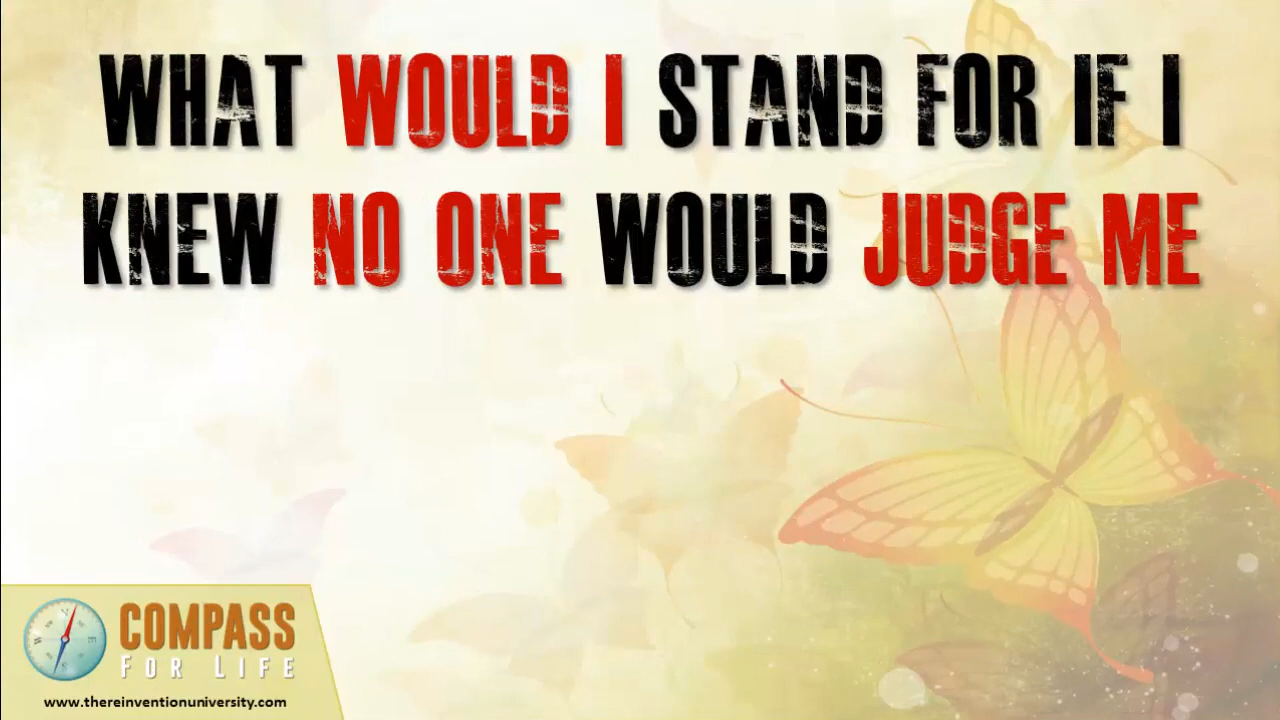 WHAT WOULD I STAND FOR IF I
KNEW NO ONE WOULD JUDGE ME
COMPASS
FOR LIFE
www.thereinventionuniversity.com